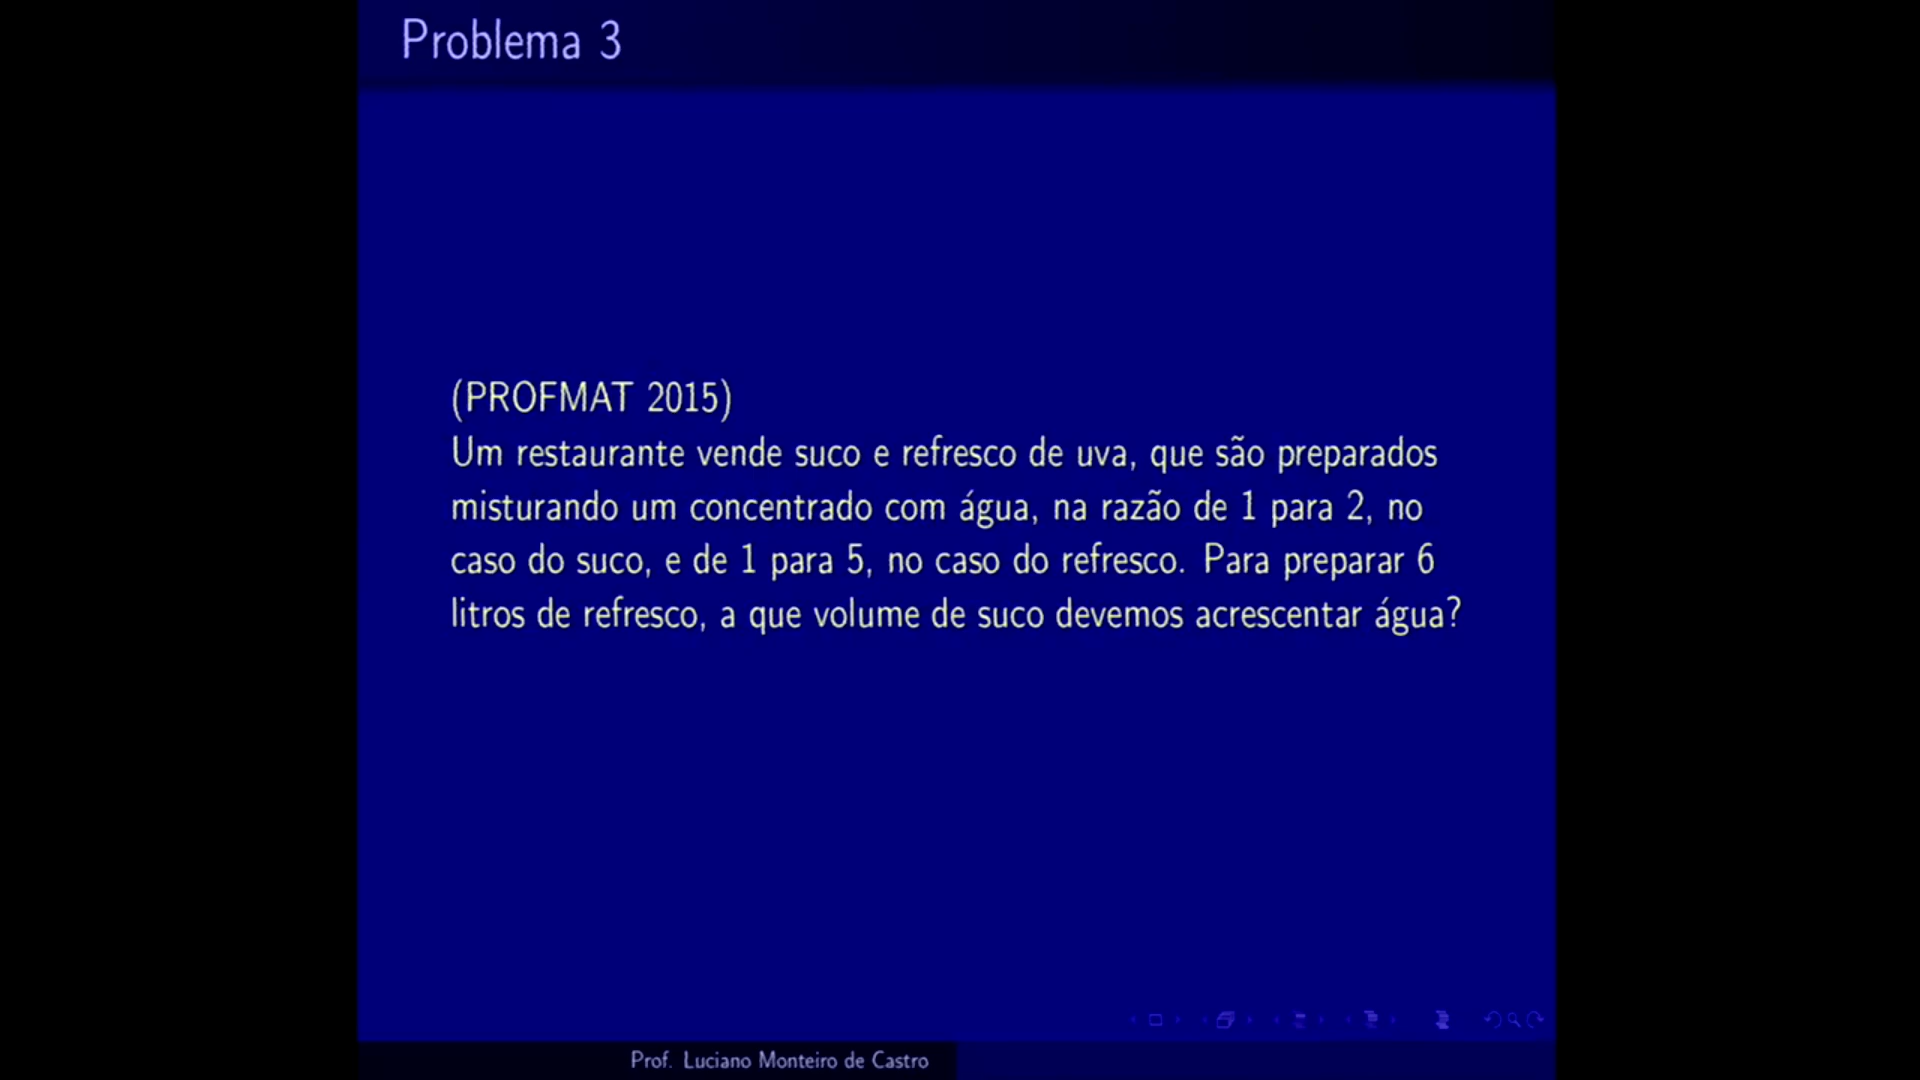 Problema 3
(PROFMAT 2015)
Um restaurante vende suco e refresco de uva, que são preparados
misturando um concentrado com água, na razão de 1 para 2, no
caso do suco, e de 1 para 5, no caso do refresco. Para preparar 6
litros de refresco, a que volume de suco devemos acrescentar água?
Prof. Luciano Monteiro de Castro